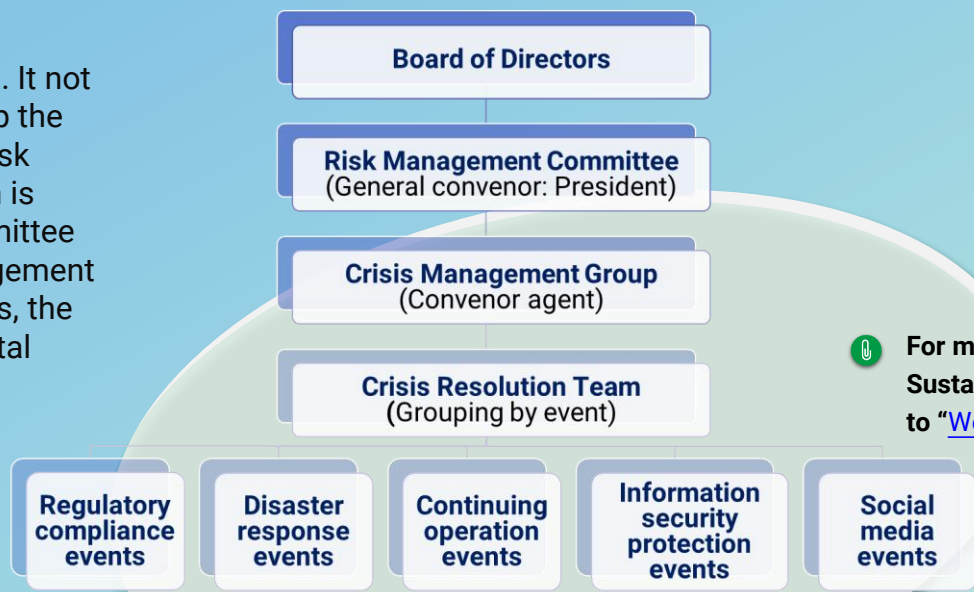 . It not
the
sk
is
mittee
gement
s, the
tal
Board of Directors
Risk Management Committee
(General convenor: President)
Crisis Management Group
(Convenor agent)
Crisis Resolution Team
(Grouping by event)
Regulatory
compliance
events
Disaster
response
events
Continuing
operation
events
Information
security
protection
events
Social
media
events
For m
Susta
to “We